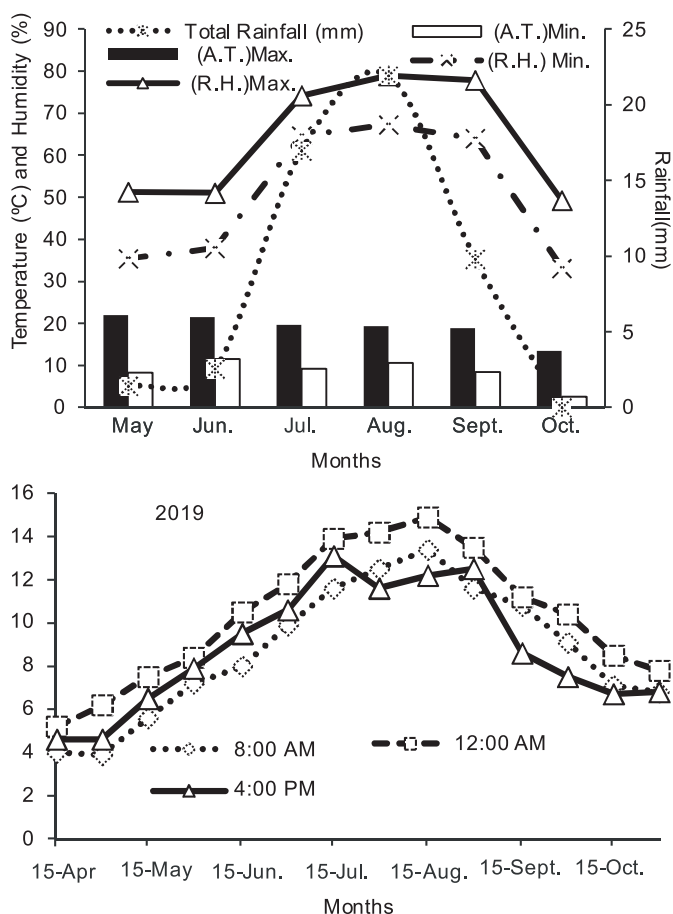 Total Rainfall (mm)
(A.T.)Min.
(A.T.)Max.
(R.H.) Min.
(R.H.)Max.
Temperature (ºC) and Humidity (%)
90
80
70
60
50
40
30
20
10
0
25
20
15
10
5
0
Rainfall(mm)
May Jun. Jul. Aug. Sept. Oct.
Months
2019
16
14
12
10
8
6
4
2
0
8:00 AM
12:00 AM
4:00 PM
15-Apr 15-May 15-Jun. 15-Jul. 15-Aug. 15-Sept. 15-Oct.
Months